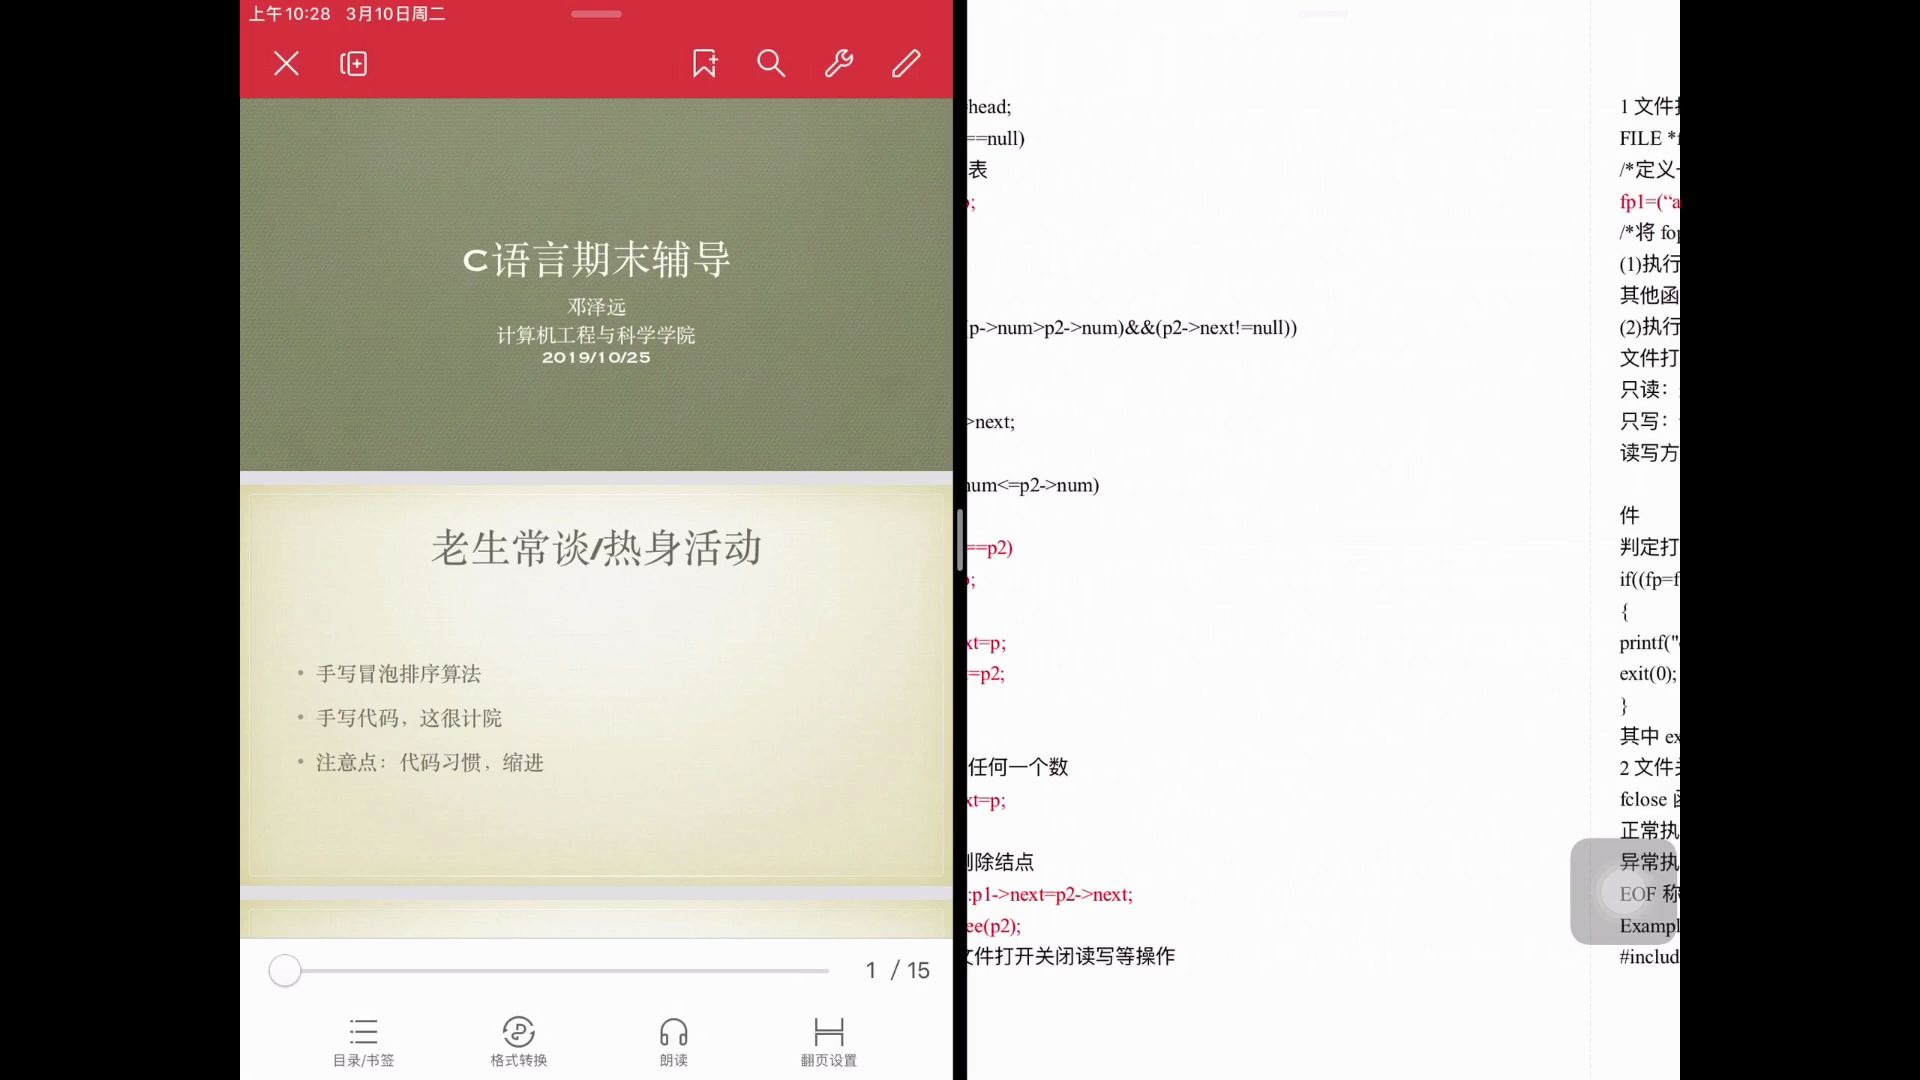 上午10:28 3月10日周二
C语言期末辅导
邓泽远
计算机工程与科学学院
2019/10/25
老生常谈/热身活动
• 手写冒泡排序算法
• 手写代码，这很计院
• 注意点：代码习惯，缩进
1 / 15
目录/书签
格式转换
朗读
翻页设置
=head;
==null)
表
;
(p->num>p2->num)&&(p2->next!=null))
>next;
num<=p2->num)
==p2)
;
xt=p;
=p2;
任何一个数
xt=p;
删除结点
:p1->next=p2->next;
ee(p2);
文件打开关闭读写等操作
1 文件
FILE *
/*定义
fp1=("a
/*将 fop
(1)执行
其他函
(2)执行
文件打
只读：
只写：
读写方
件
判定打
if((fp=f
{
printf("
exit(0);
}
其中 ex
2 文件
fclose
正常执
异常执
EOF 称
Exampl
#includ